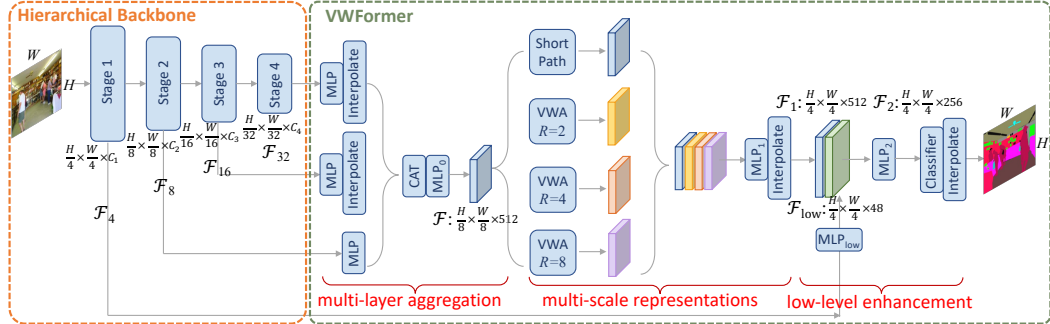 Hierarchical Backbone
VWFormer
W
H
Stage 1
Stage 2
Stage 3
Stage 4
H/4 × W/4 × C₁
H/8 × W/8 × C₂
H/16 × W/16 × C₃
H/32 × W/32 × C₄
ℱ₄
ℱ₈
ℱ₁₆
ℱ₃₂
MLP
Interpolate
MLP
Interpolate
MLP
CAT
MLP₀
ℱ: H/8 × W/8 ×512
Short
Path
VWA
R=2
VWA
R=4
VWA
R=8
MLP₁
Interpolate
ℱ₁: H/4 × W/4 ×512
ℱ₂: H/4 × W/4 ×256
ℱlow: H/4 × W/4 ×48
MLPlow
MLP₂
Classifier
Interpolate
W
H
multi-layer aggregation
multi-scale representations
low-level enhancement